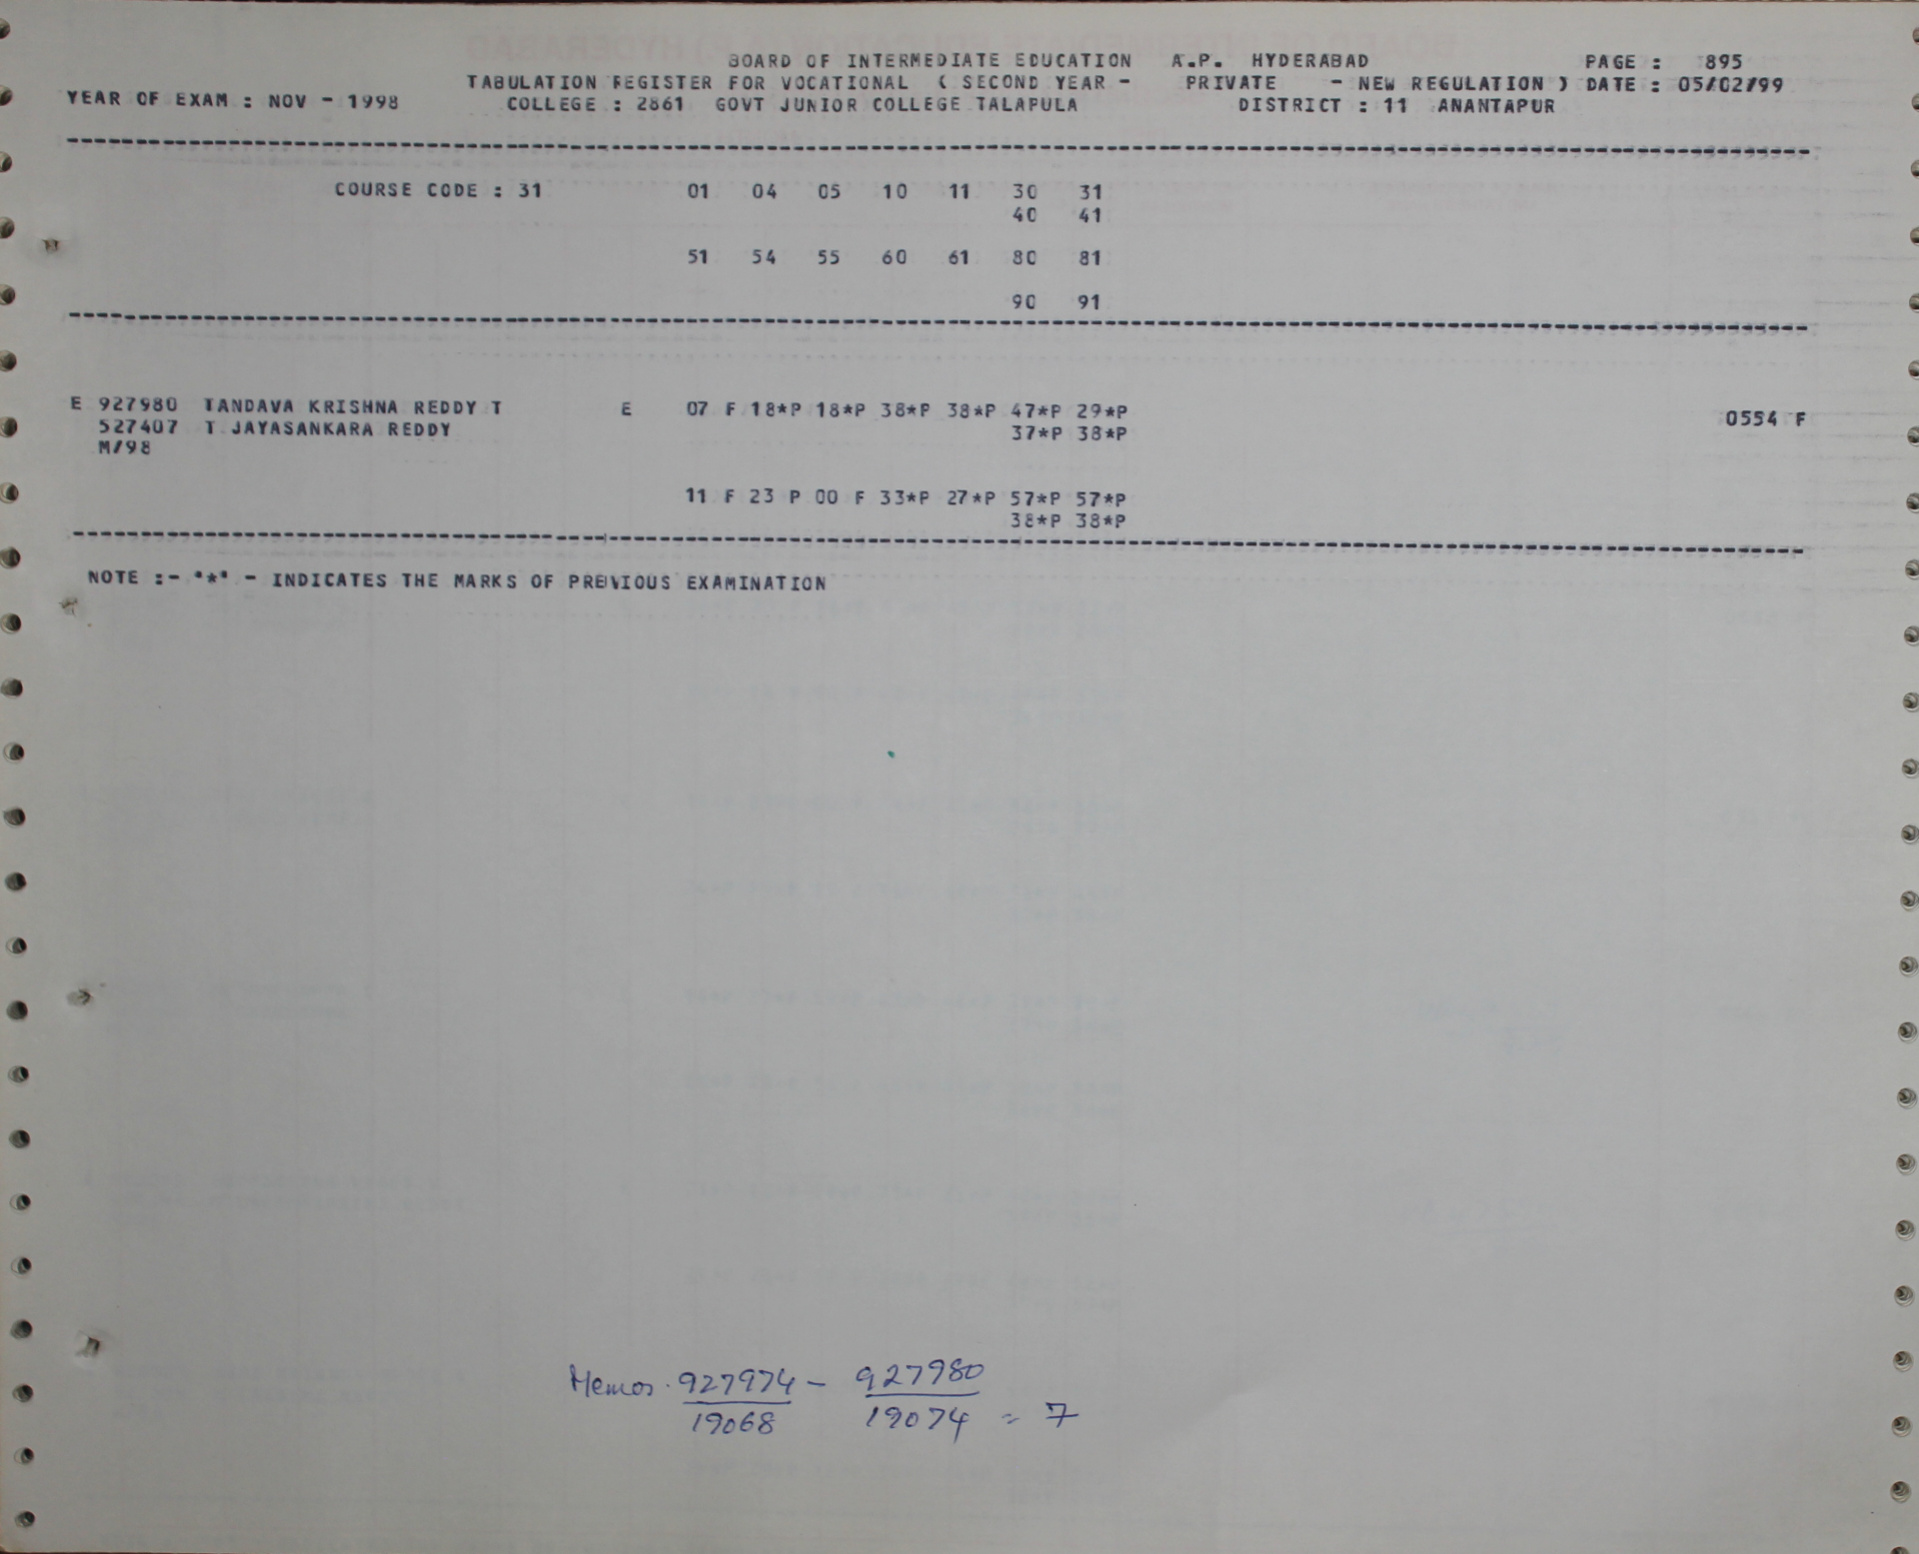 BOARD OF INTERMEDIATE EDUCATION A.P. HYDERABAD PAGE : 895
TABULATION REGISTER FOR VOCATIONAL ( SECOND YEAR - PRIVATE - NEW REGULATION ) DATE : 05/02/99
YEAR OF EXAM : NOV - 1998 COLLEGE : 2861 GOVT JUNIOR COLLEGE TALAPULA DISTRICT : 11 ANANTAPUR
COURSE CODE : 31 01 04 05 10 11 30 31
40 41
51 54 55 60 61 80 81
90 91
E 927980 TANDAVA KRISHNA REDDY T E 07 F 18*P 18*P 38*P 38*P 47*P 29*P 0554 F
527407 T JAYASANKARA REDDY 37*P 38*P
M/98
11 F 23 P 00 F 33*P 27*P 57*P 57*P
38*P 38*P
NOTE :- "*" - INDICATES THE MARKS OF PREVIOUS EXAMINATION
Memos. 927974 - 927980
19068 19074 = 7